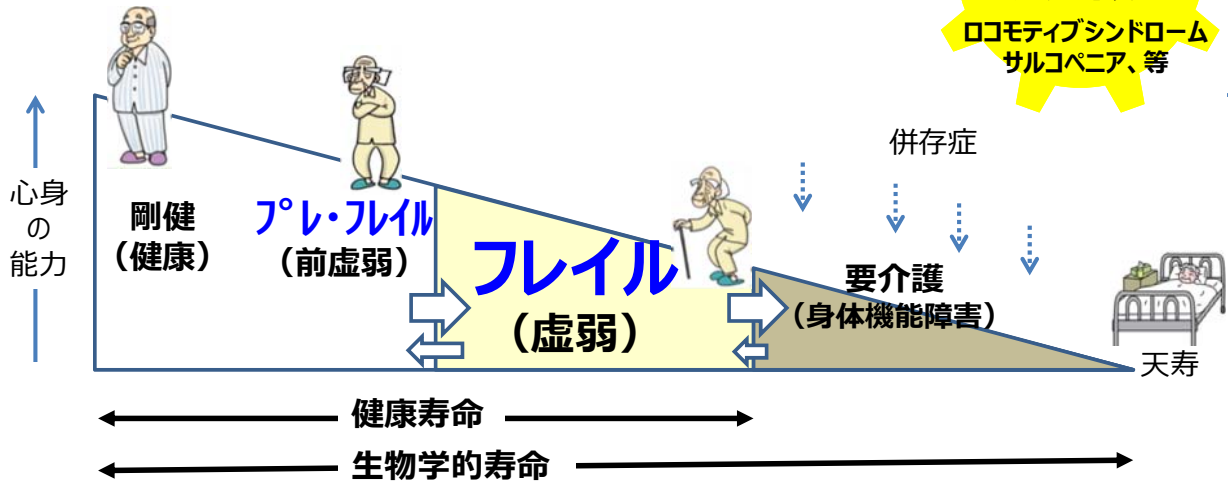 ロコモティブシンドローム
サルコペニア、等
併存症
心身
の
能力
剛健
（健康）
プレ・フレイル
（前虚弱）
フレイル
（虚弱）
要介護
（身体機能障害）
天寿
健康寿命
生物学的寿命